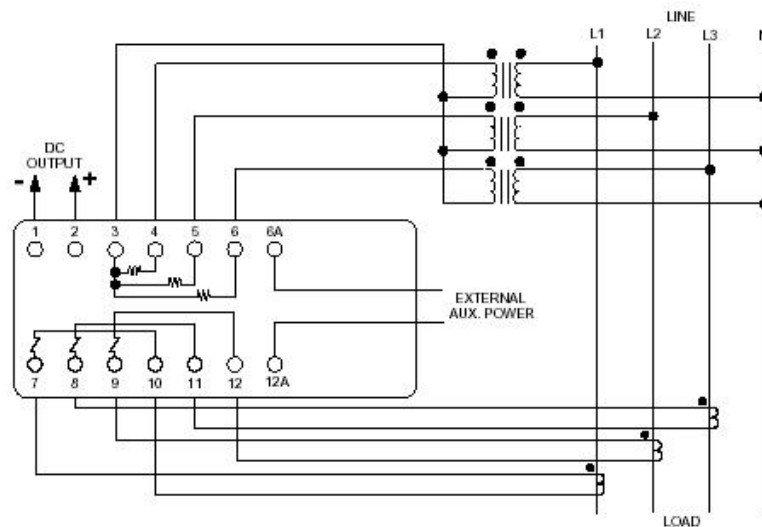 LINE
L1 L2 L3 N
DC
OUTPUT
- +
1 2 3 4 5 6 6A
EXTERNAL
AUX. POWER
7 8 9 10 11 12 12A
LOAD